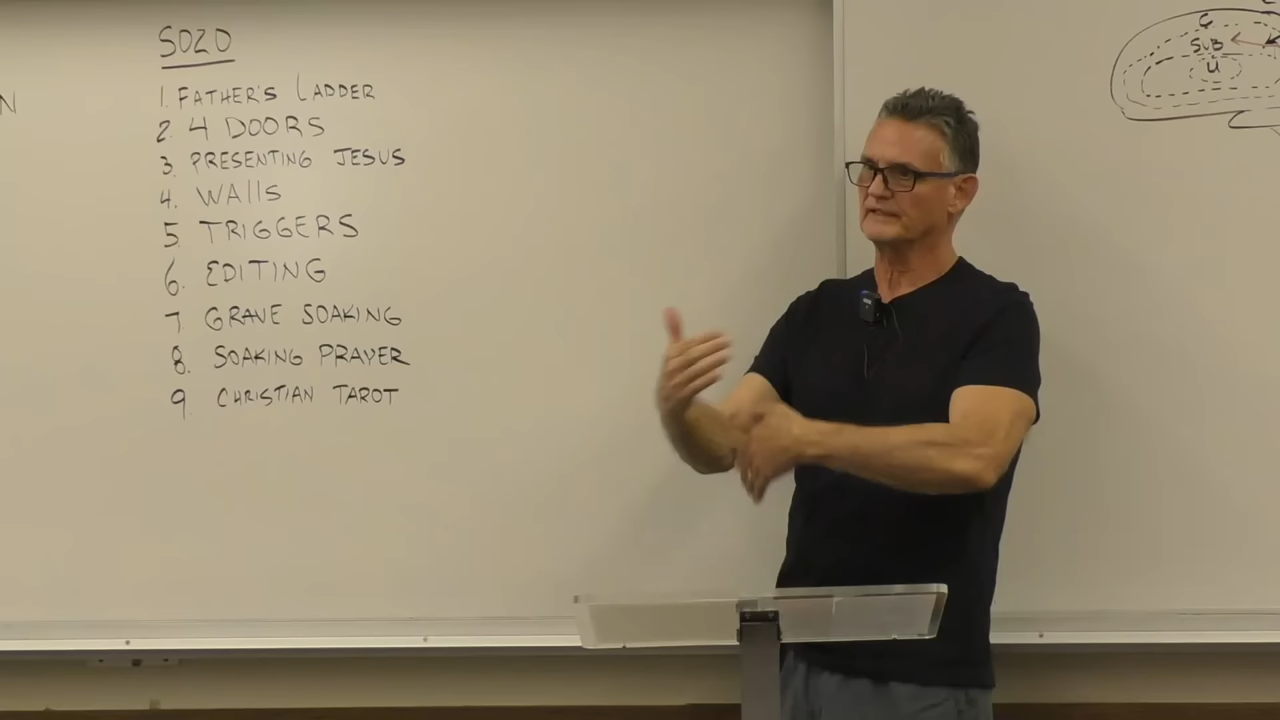 N
SOZO
1. FATHER'S LADDER
2. 4 DOORS
3. PRESENTING JESUS
4. WALLS
5. TRIGGERS
6. EDITING
7. GRAVE SOAKING
8. SOAKING PRAYER
9. CHRISTIAN TAROT
C
SUB
U